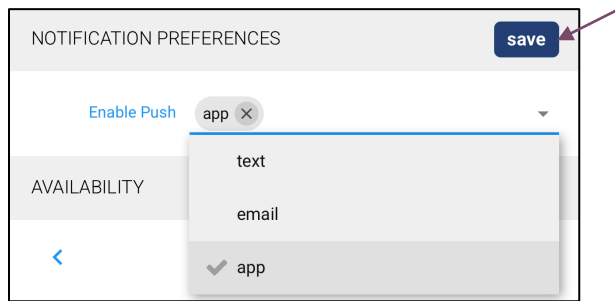 NOTIFICATION PREFERENCES save
Enable Push app
text
AVAILABILITY
email
app